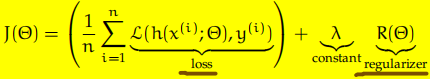 J(Θ) = ( 1/n ∑_{i=1}^{n} ℒ(h(x^{(i)}; Θ), y^{(i)}) ) + λ R(Θ)
loss constant regularizer